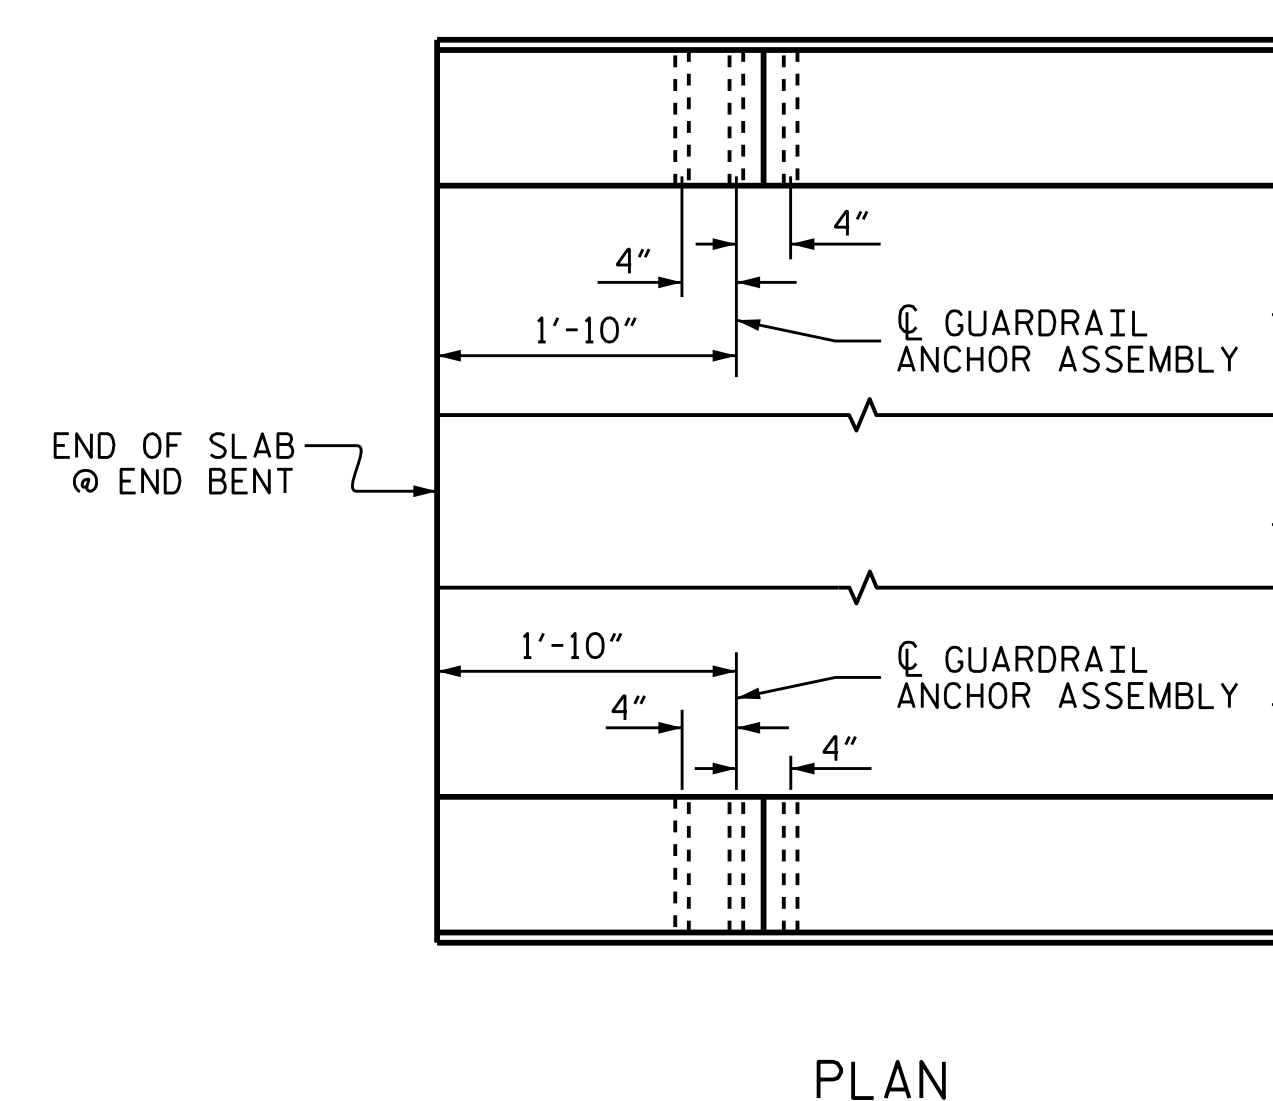 4"
4"
1'-10"
℄ GUARDRAIL
ANCHOR ASSEMBLY
END OF SLAB
@ END BENT
1'-10"
℄ GUARDRAIL
ANCHOR ASSEMBLY
4"
4"
PLAN